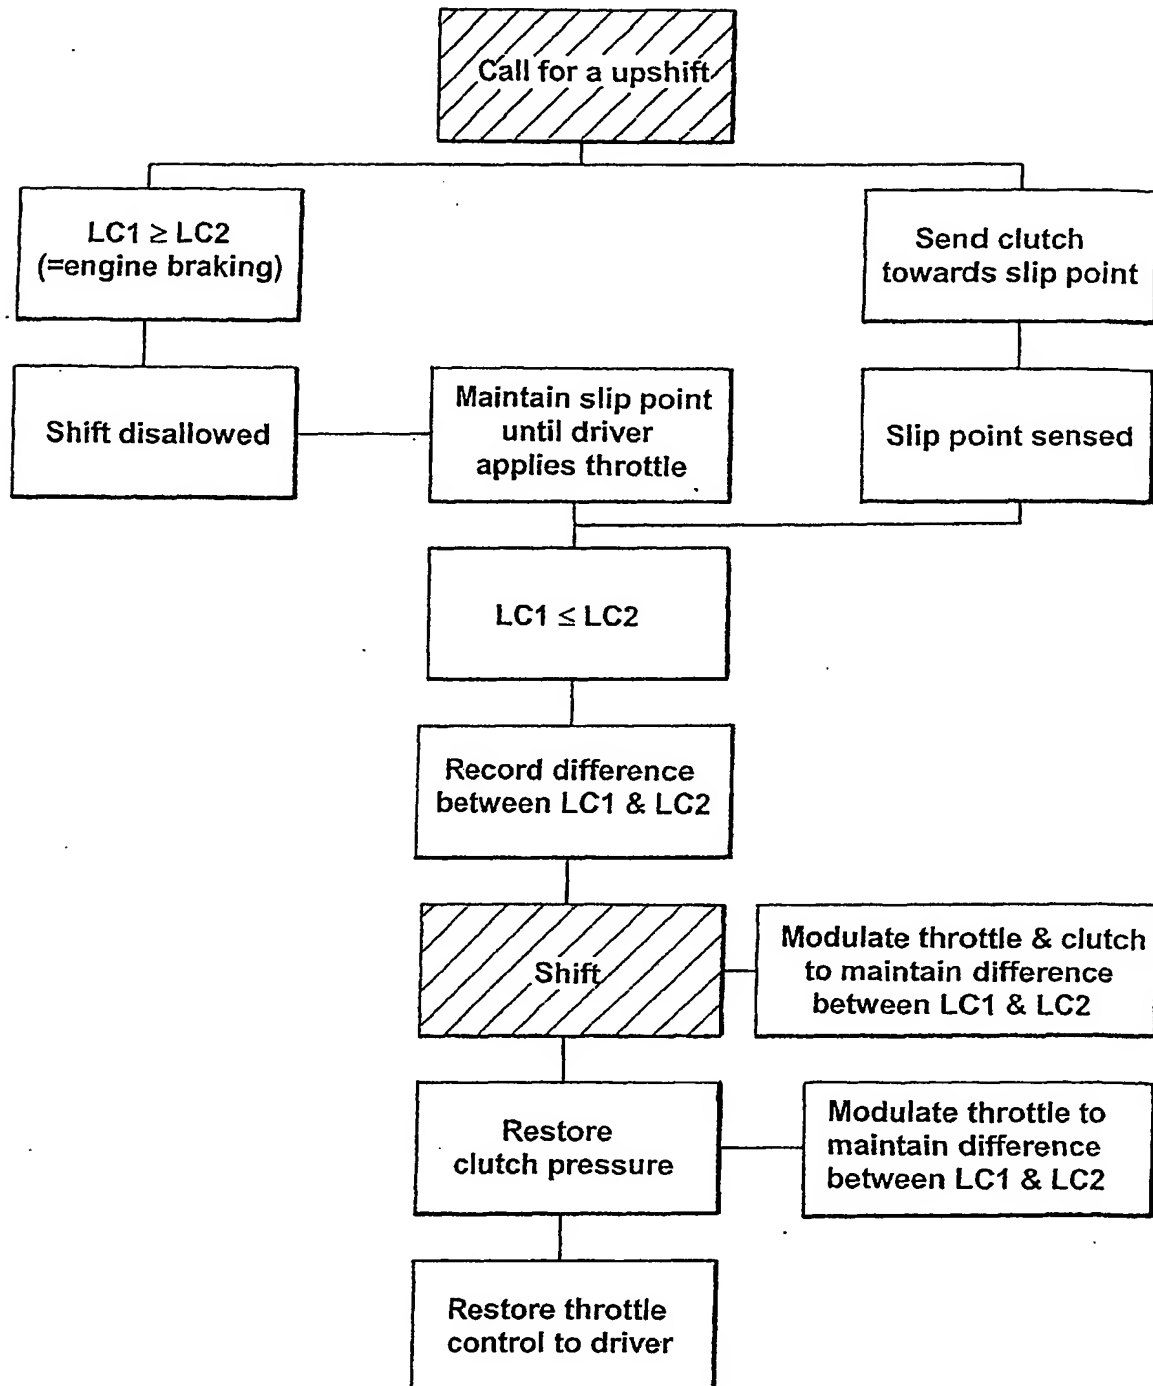 Call for a upshift
LC1 ≥ LC2
(=engine braking)
Send clutch
towards slip point
Shift disallowed
Maintain slip point
until driver
applies throttle
Slip point sensed
LC1 ≤ LC2
Record difference
between LC1 & LC2
Shift
Modulate throttle & clutch
to maintain difference
between LC1 & LC2
Restore
clutch pressure
Modulate throttle to
maintain difference
between LC1 & LC2
Restore throttle
control to driver